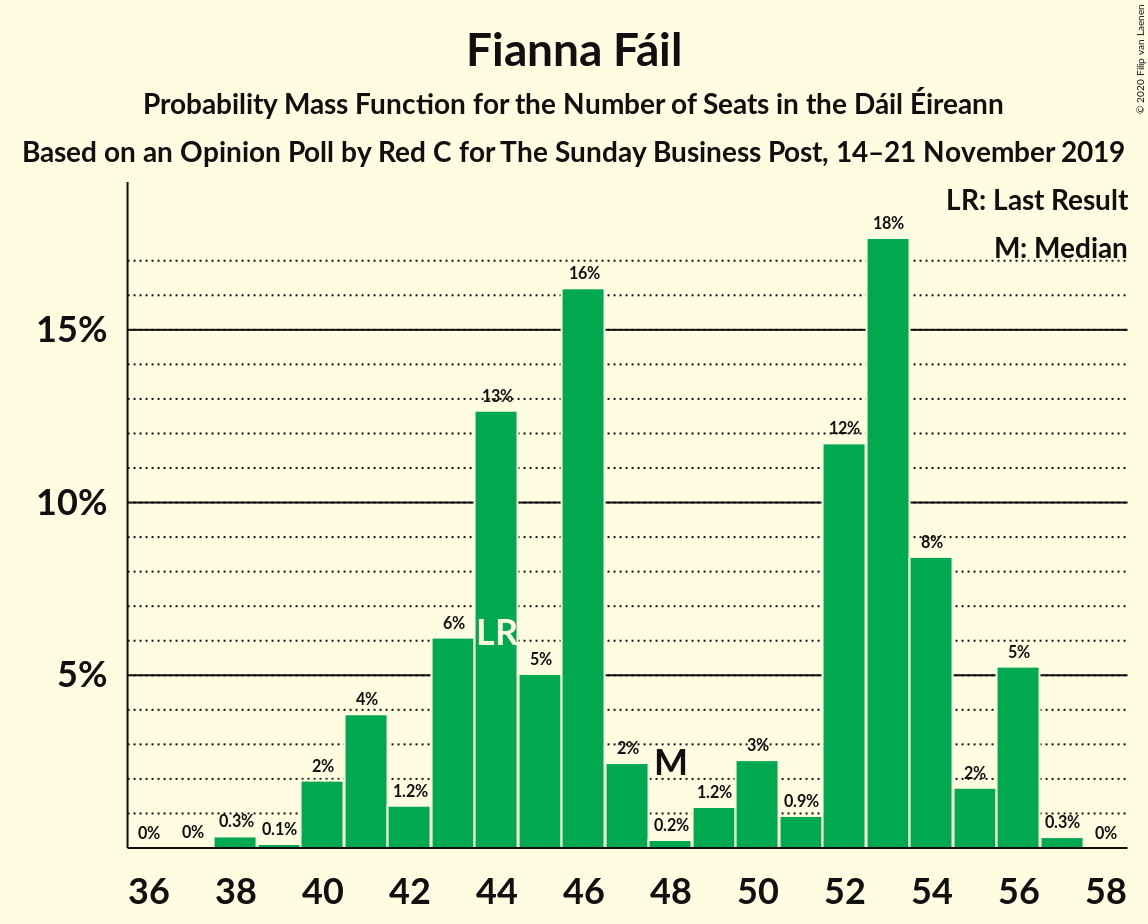 Fianna Fáil
Probability Mass Function for the Number of Seats in the Dáil Éireann
Based on an Opinion Poll by Red C for The Sunday Business Post, 14–21 November 2019
© 2020 Filip van Laenen
LR: Last Result
M: Median
15%
10%
5%
0%
0%
0.3%
0.1%
2%
4%
1.2%
6%
13%
LR
5%
16%
2%
M
0.2%
1.2%
3%
0.9%
12%
18%
8%
2%
5%
0.3%
0%
36 38 40 42 44 46 48 50 52 54 56 58